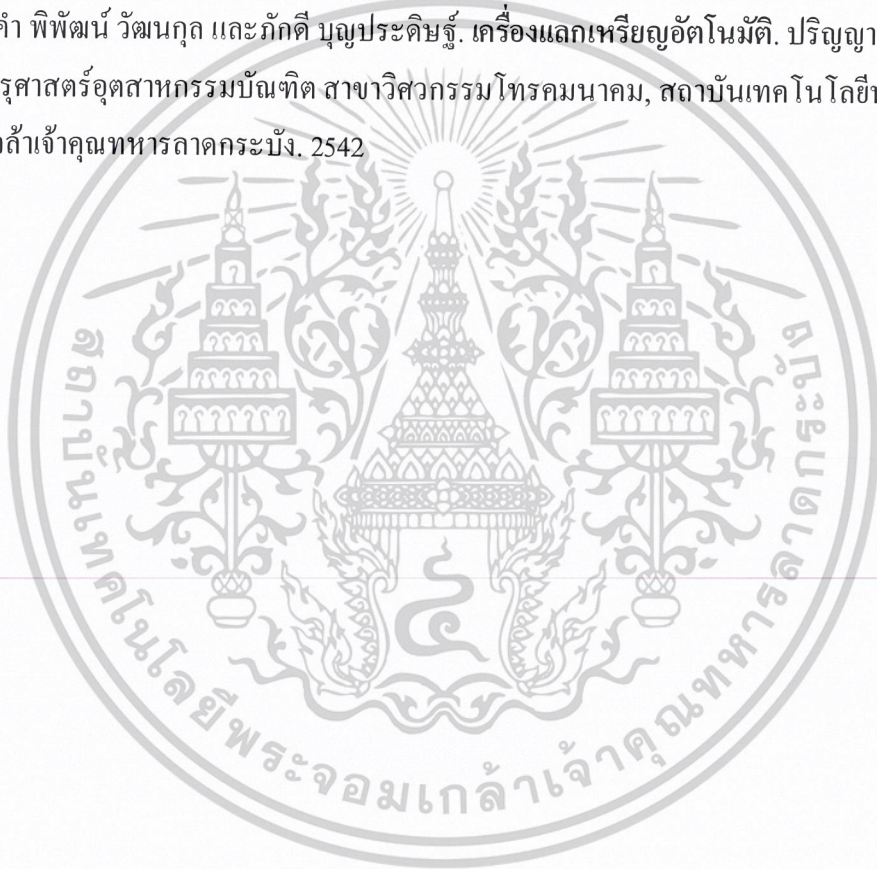 คำ พิพัฒน์ วัฒนกุล และภักดี บุญประดิษฐ์. เครื่องแลกเหรียญอัตโนมัติ. ปริญญา
รุศาสตร์อุตสาหกรรมบัณฑิต สาขาวิศวกรรมโทรคมนาคม, สถาบันเทคโนโลยี
ล้าเจ้าคุณทหารลาดกระบัง. 2542
สถาบันเทคโนโลยีพระจอมเกล้าเจ้าคุณทหารลาดกระบัง